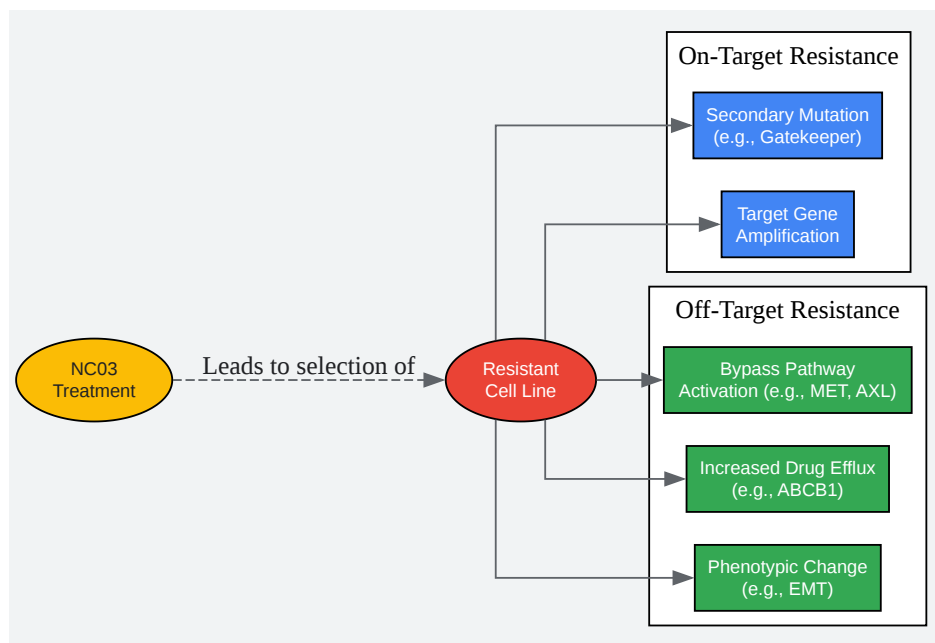 On-Target Resistance
Secondary Mutation
(e.g., Gatekeeper)
Target Gene
Amplification
Off-Target Resistance
NC03
Treatment
Leads to selection of
Resistant
Cell Line
Bypass Pathway
Activation (e.g., MET, AXL)
Increased Drug Efflux
(e.g., ABCB1)
Phenotypic Change
(e.g., EMT)